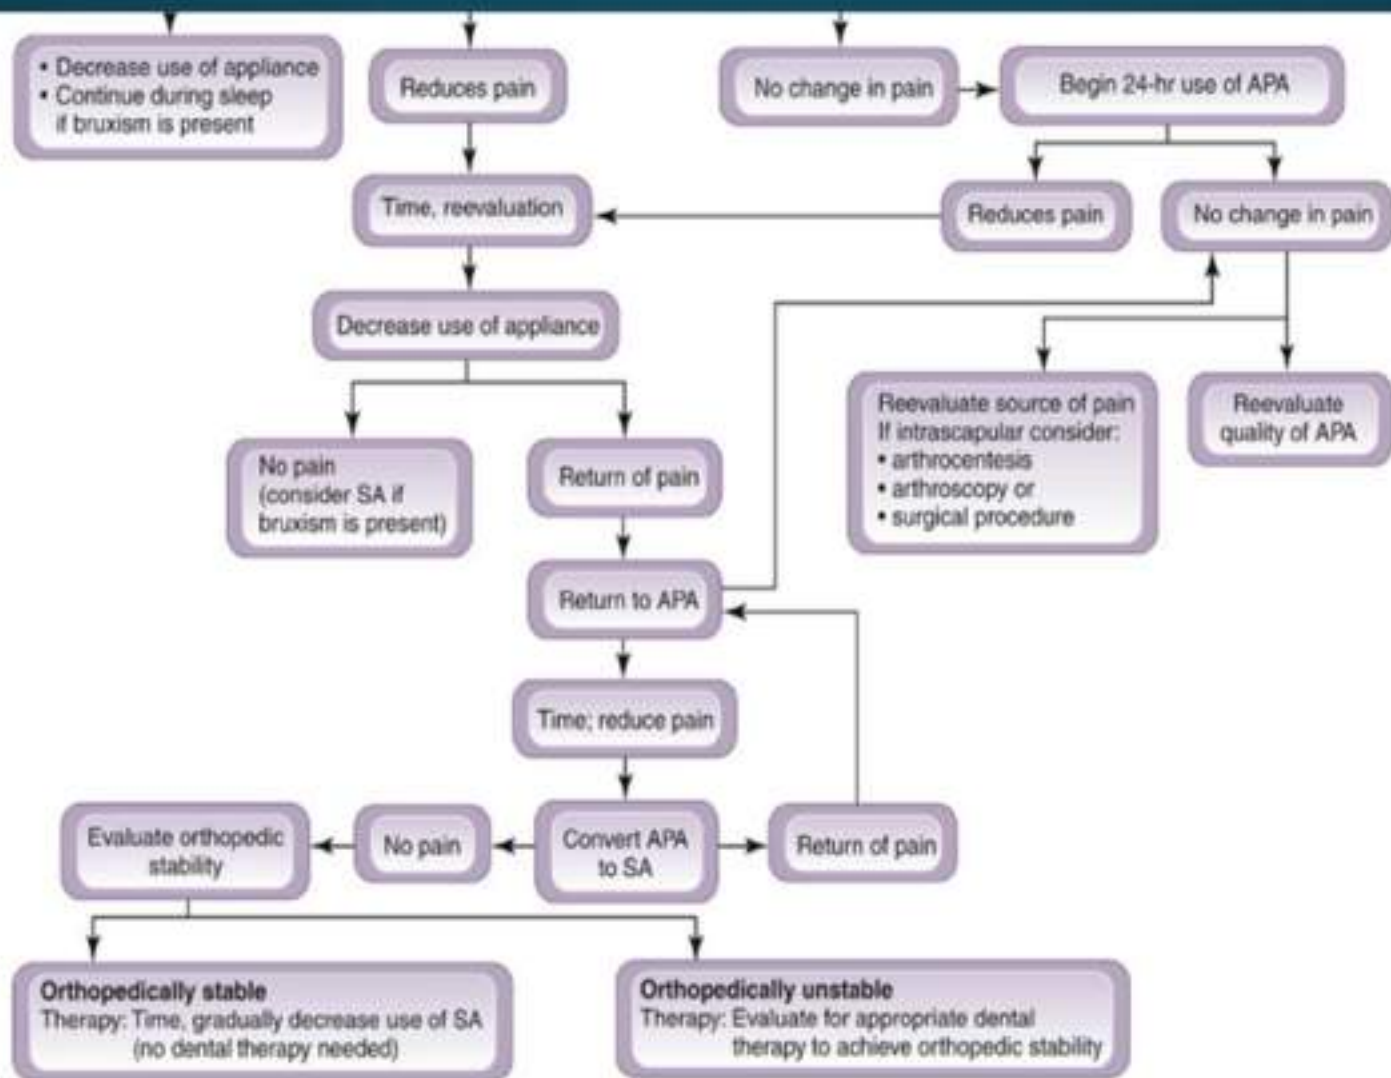 • Decrease use of appliance
• Continue during sleep
if bruxism is present
Reduces pain
No change in pain
Begin 24-hr use of APA
Time, reevaluation
Reduces pain
No change in pain
Decrease use of appliance
Reevaluate source of pain
If intrascapular consider:
• arthrocentesis
• arthroscopy or
• surgical procedure
Reevaluate
quality of APA
No pain
(consider SA if
bruxism is present)
Return of pain
Return to APA
Time; reduce pain
Evaluate orthopedic
stability
No pain
Convert APA
to SA
Return of pain
Orthopedically stable
Therapy: Time, gradually decrease use of SA
(no dental therapy needed)
Orthopedically unstable
Therapy: Evaluate for appropriate dental
therapy to achieve orthopedic stability